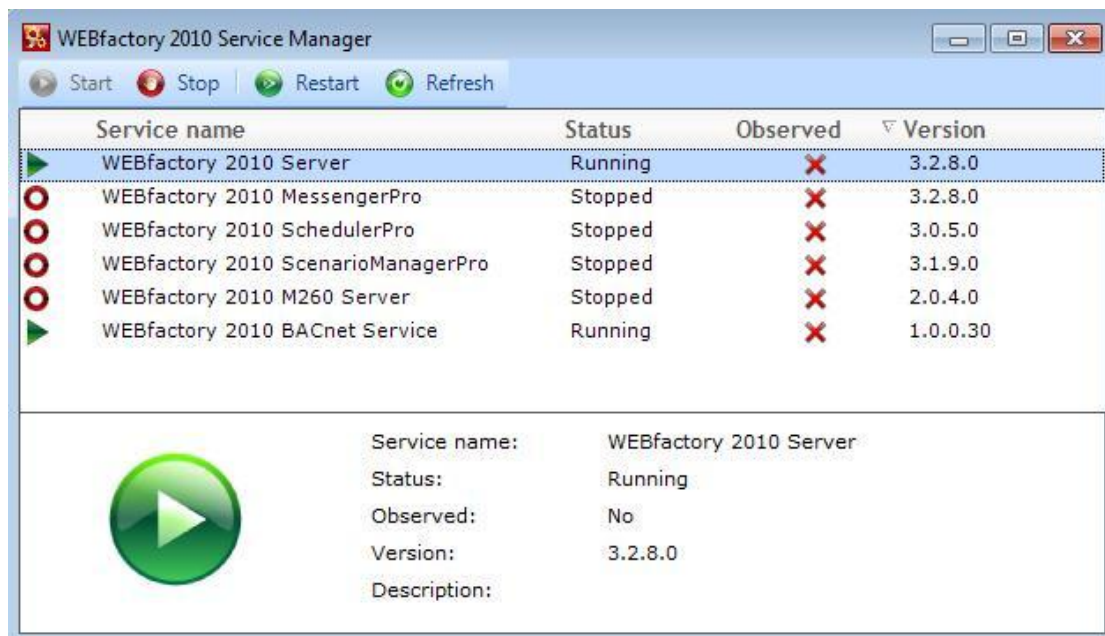 WEBfactory 2010 Service Manager
Start Stop Restart Refresh
Service name Status Observed Version
WEBfactory 2010 Server Running 3.2.8.0
WEBfactory 2010 MessengerPro Stopped 3.2.8.0
WEBfactory 2010 SchedulerPro Stopped 3.0.5.0
WEBfactory 2010 ScenarioManagerPro Stopped 3.1.9.0
WEBfactory 2010 M260 Server Stopped 2.0.4.0
WEBfactory 2010 BACnet Service Running 1.0.0.30
Service name: WEBfactory 2010 Server
Status: Running
Observed: No
Version: 3.2.8.0
Description: